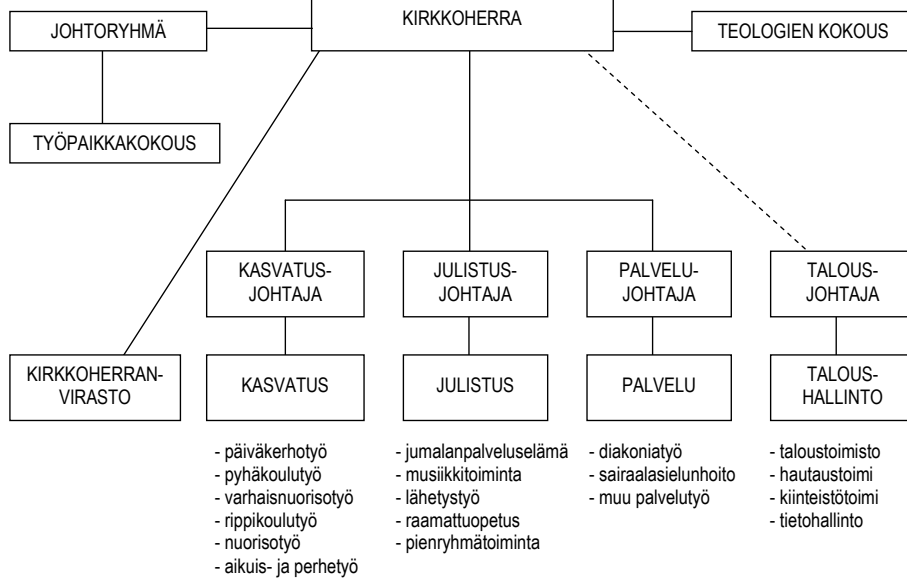 KIRKKOHERRA
JOHTORYHMÄ
TEOLOGIEN KOKOUS
TYÖPAIKKAKOKOUS
KASVATUS-
JOHTAJA
JULISTUS-
JOHTAJA
PALVELU-
JOHTAJA
TALOUS-
JOHTAJA
KIRKKOHERRAN-
VIRASTO
KASVATUS
JULISTUS
PALVELU
TALOUS-
HALLINTO
- päiväkerhotyö
- pyhäkoulutyö
- varhaisnuorisotyö
- rippikoulutyö
- nuorisotyö
- aikuis- ja perhetyö
- jumalanpalveluselämä
- musiikkitoiminta
- lähetystyö
- raamattuopetus
- pienryhmätoiminta
- diakoniatyö
- sairaalasielunhoito
- muu palvelutyö
- taloustoimisto
- hautaustoimi
- kiinteistötoimi
- tietohallinto